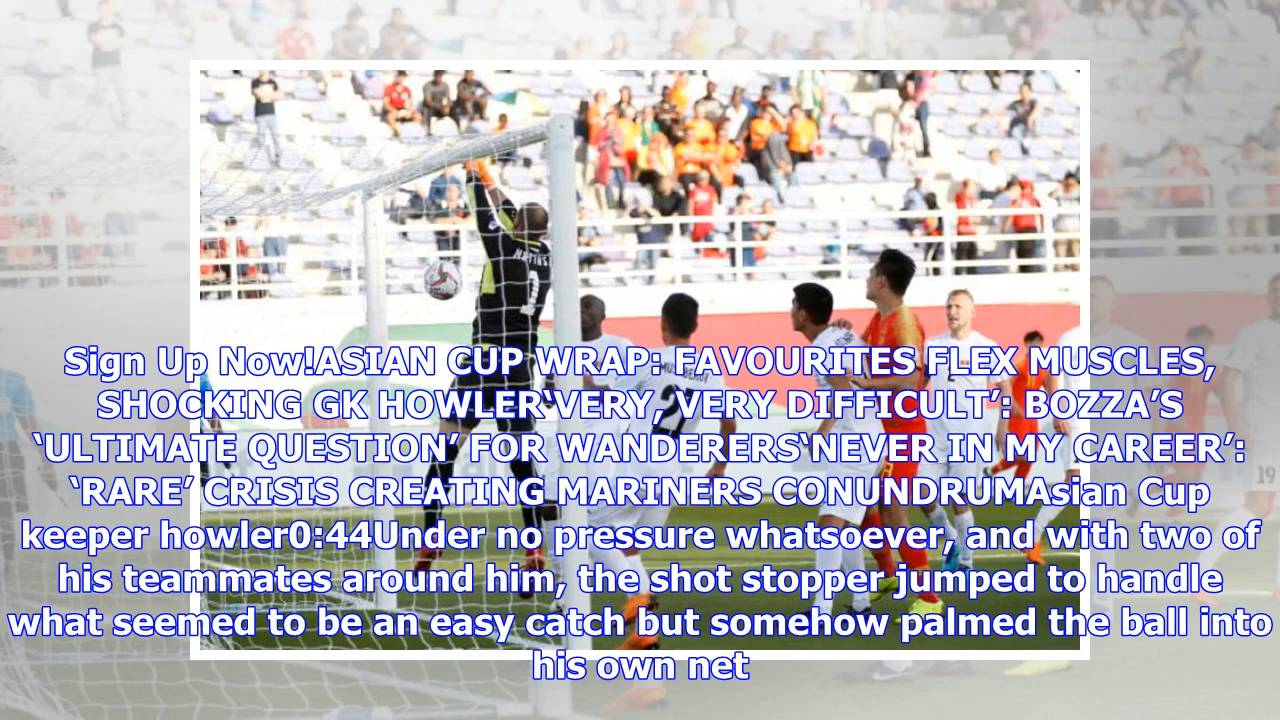 Sign Up Now!ASIAN CUP WRAP: FAVOURITES FLEX MUSCLES,
SHOCKING GK HOWLER‘VERY, VERY DIFFICULT’: BOZZA’S
‘ULTIMATE QUESTION’ FOR WANDERERS‘NEVER IN MY CAREER’:
‘RARE’ CRISIS CREATING MARINERS CONUNDRUMAsian Cup
keeper howler0:44Under no pressure whatsoever, and with two of
his teammates around him, the shot stopper jumped to handle
what seemed to be an easy catch but somehow palmed the ball into
his own net
19